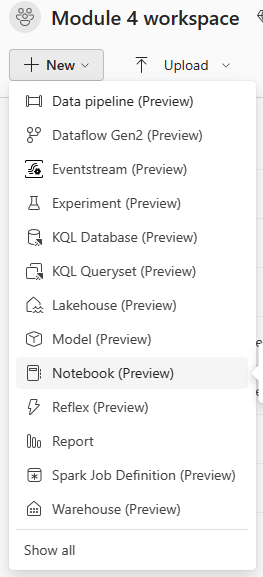 Module 4 workspace
New
Upload
Data pipeline (Preview)
Dataflow Gen2 (Preview)
Eventstream (Preview)
Experiment (Preview)
KQL Database (Preview)
KQL Queryset (Preview)
Lakehouse (Preview)
Model (Preview)
Notebook (Preview)
Reflex (Preview)
Report
Spark Job Definition (Preview)
Warehouse (Preview)
Show all